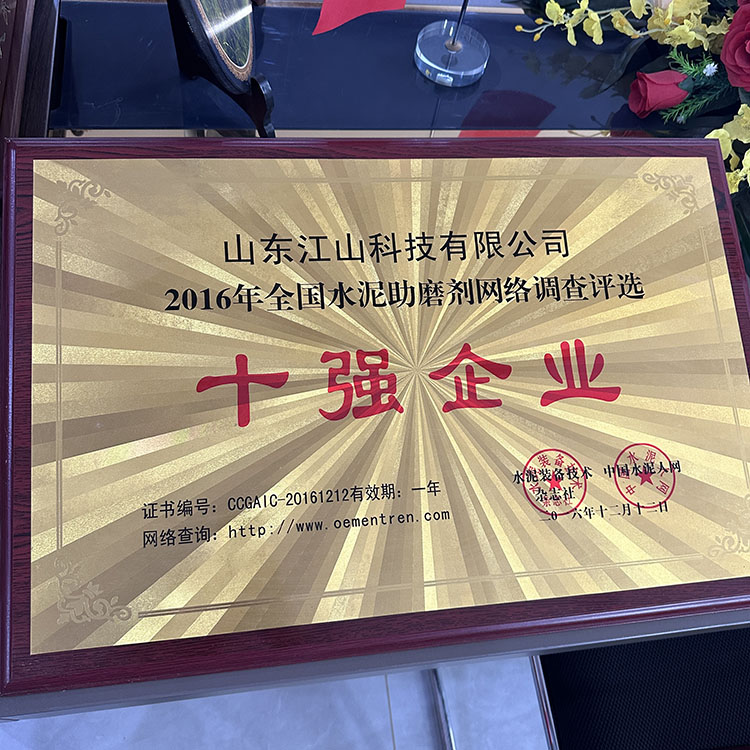 山东江山科技有限公司
2016年全国水泥助磨剂网络调查评选
十强企业
证书编号：CCGAIC-20161212有效期：一年
网络查询：http://www.oementren.com
水泥装备技术 中国水泥人网
杂志社
二〇一六年十二月十二日